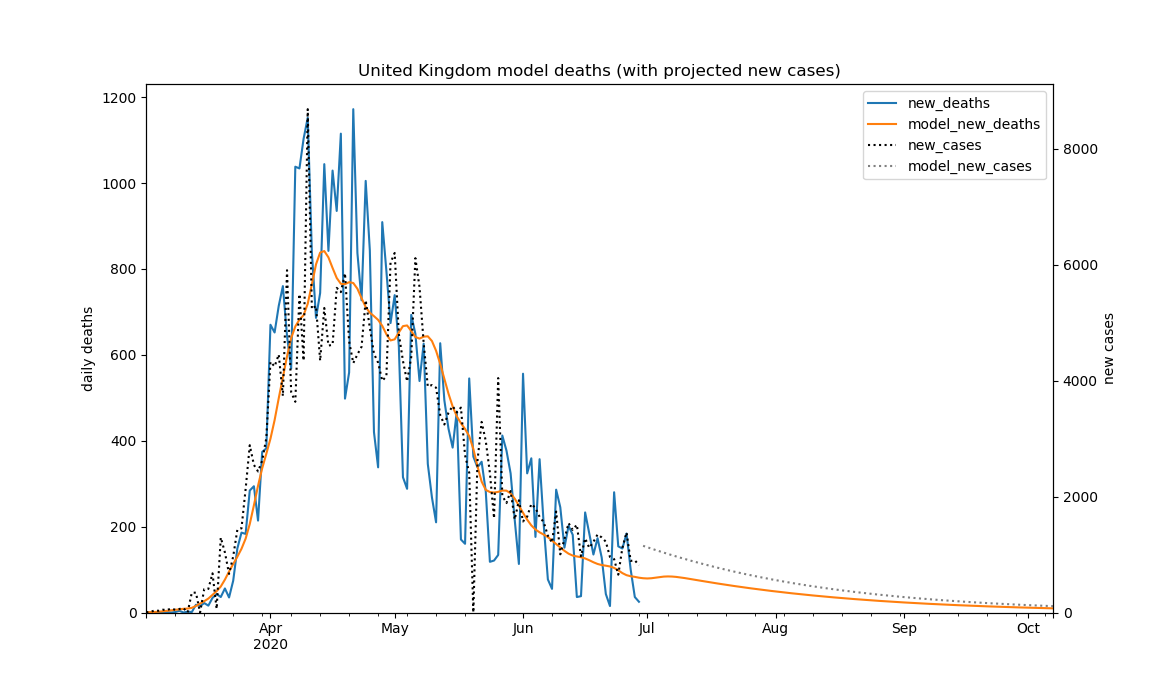 United Kingdom model deaths (with projected new cases)
new_deaths
model_new_deaths
new_cases
model_new_cases
daily deaths
1200
1000
800
600
400
200
0
new cases
8000
6000
4000
2000
0
Apr
2020
May
Jun
Jul
Aug
Sep
Oct